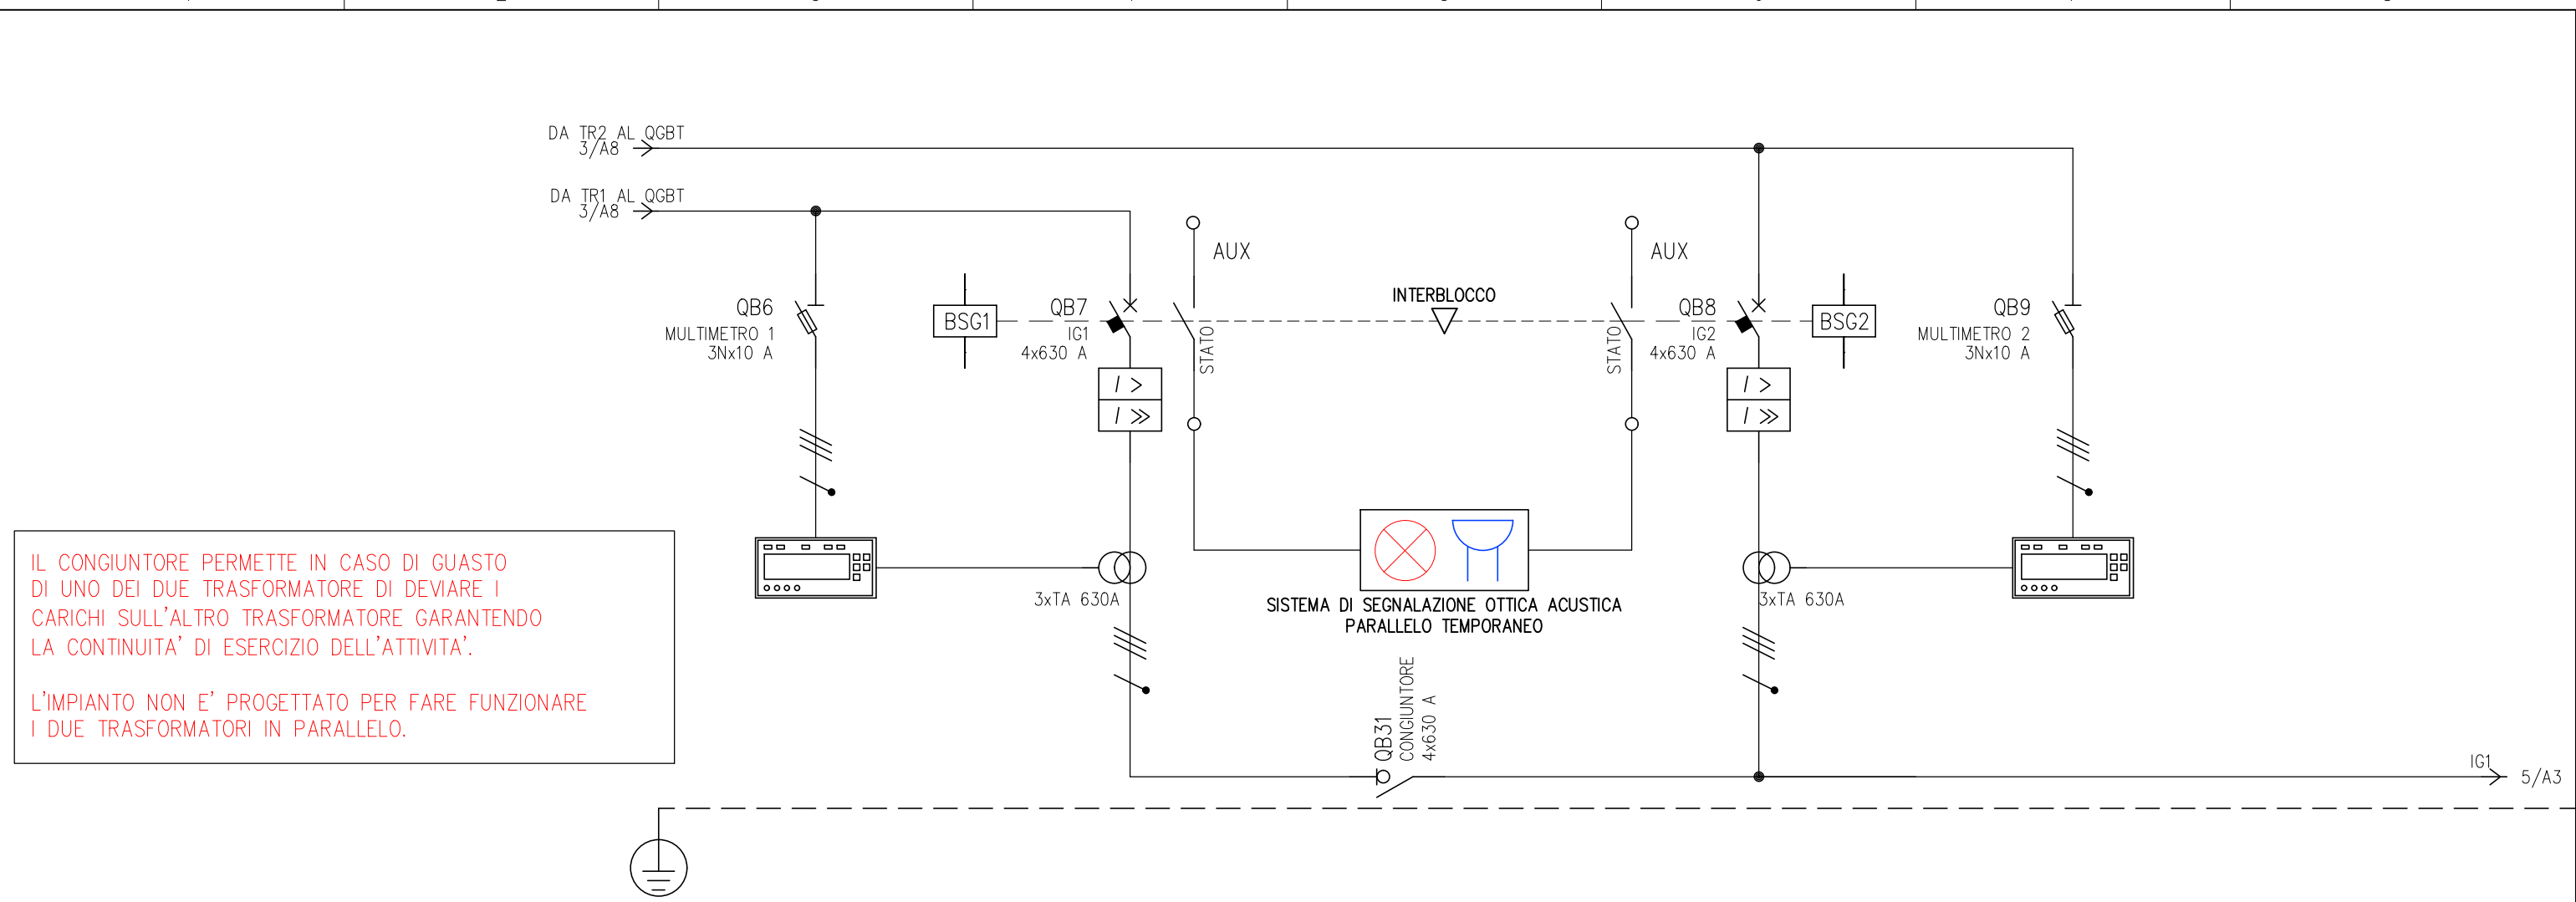 DA TR2 AL QGBT
3/A8
DA TR1 AL QGBT
3/A8
AUX
AUX
INTERBLOCCO
QB6
MULTIMETRO 1
3Nx10 A
BSG1
QB7
IG1
4x630 A
STATO
STATO
QB8
IG2
4x630 A
BSG2
QB9
MULTIMETRO 2
3Nx10 A
I >
I >>
I >
I >>
3xTA 630A
3xTA 630A
SISTEMA DI SEGNALAZIONE OTTICA ACUSTICA
PARALLELO TEMPORANEO
IL CONGIUNTORE PERMETTE IN CASO DI GUASTO
DI UNO DEI DUE TRASFORMATORE DI DEVIARE I
CARICHI SULL'ALTRO TRASFORMATORE GARANTENDO
LA CONTINUITA' DI ESERCIZIO DELL'ATTIVITA'.
L'IMPIANTO NON E' PROGETTATO PER FARE FUNZIONARE
I DUE TRASFORMATORI IN PARALLELO.
QB31
CONGIUNTORE
4x630 A
IG1
5/A3